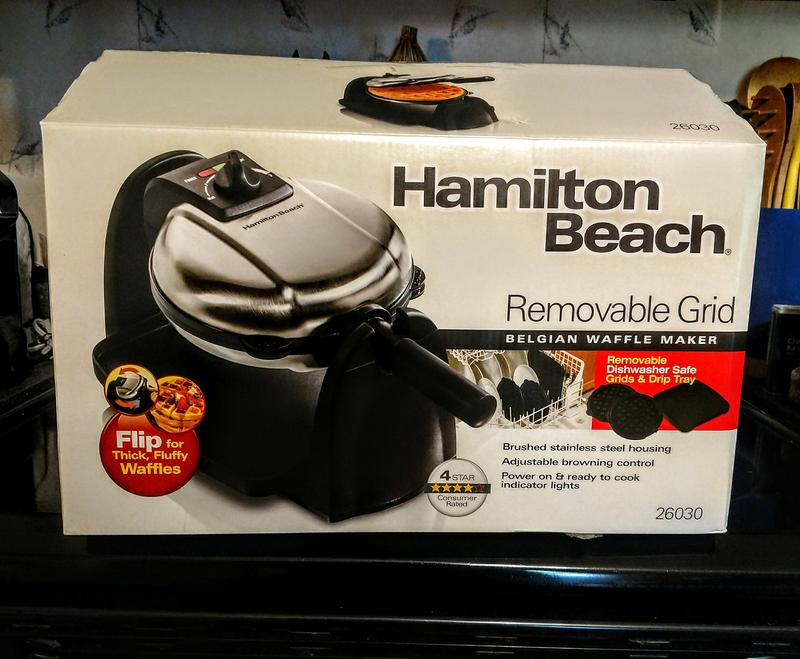 26030
Hamilton
Beach®
Hamilton Beach
Removable Grid
BELGIAN WAFFLE MAKER
Removable
Dishwasher Safe
Grids & Drip Tray
Flip for
Thick, Fluffy
Waffles
Brushed stainless steel housing
Adjustable browning control
Power on & ready to cook
indicator lights
4 STAR
Consumer
Rated
26030